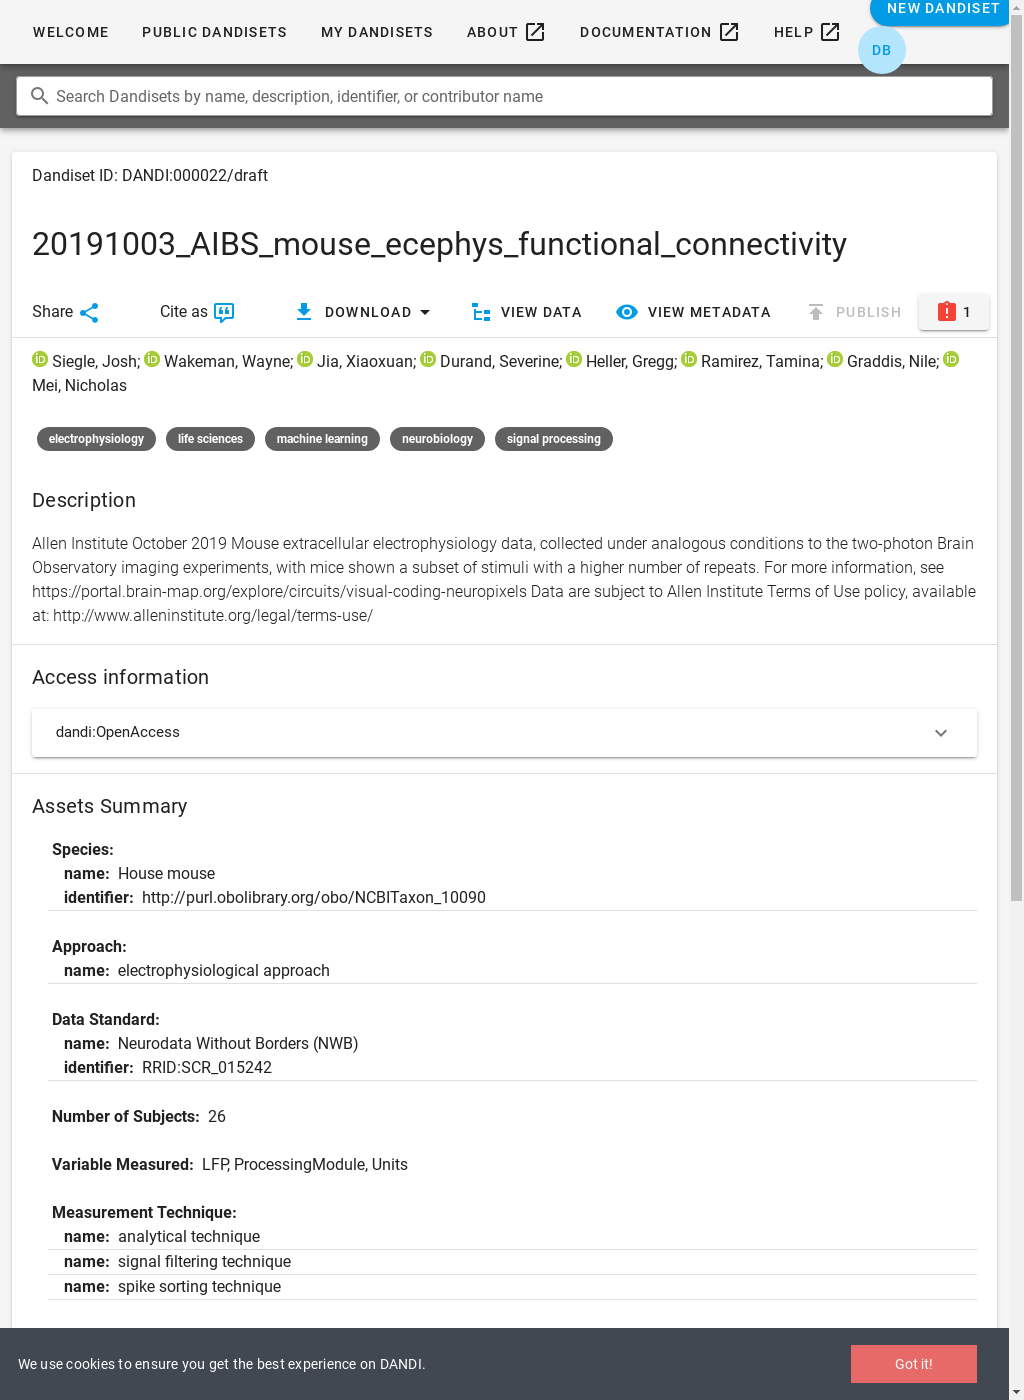 NEW DANDISET
WELCOME PUBLIC DANDISETS MY DANDISETS ABOUT DOCUMENTATION HELP
DB
Search Dandisets by name, description, identifier, or contributor name
Dandiset ID: DANDI:000022/draft
20191003_AIBS_mouse_ecephys_functional_connectivity
Share Cite as DOWNLOAD VIEW DATA VIEW METADATA PUBLISH 1
iD Siegle, Josh; iD Wakeman, Wayne; iD Jia, Xiaoxuan; iD Durand, Severine; iD Heller, Gregg; iD Ramirez, Tamina; iD Graddis, Nile; iD
Mei, Nicholas
electrophysiology life sciences machine learning neurobiology signal processing
Description
Allen Institute October 2019 Mouse extracellular electrophysiology data, collected under analogous conditions to the two-photon Brain
Observatory imaging experiments, with mice shown a subset of stimuli with a higher number of repeats. For more information, see
https://portal.brain-map.org/explore/circuits/visual-coding-neuropixels Data are subject to Allen Institute Terms of Use policy, available
at: http://www.alleninstitute.org/legal/terms-use/
Access information
dandi:OpenAccess
Assets Summary
Species:
name: House mouse
identifier: http://purl.obolibrary.org/obo/NCBITaxon_10090
Approach:
name: electrophysiological approach
Data Standard:
name: Neurodata Without Borders (NWB)
identifier: RRID:SCR_015242
Number of Subjects: 26
Variable Measured: LFP, ProcessingModule, Units
Measurement Technique:
name: analytical technique
name: signal filtering technique
name: spike sorting technique
We use cookies to ensure you get the best experience on DANDI. Got it!